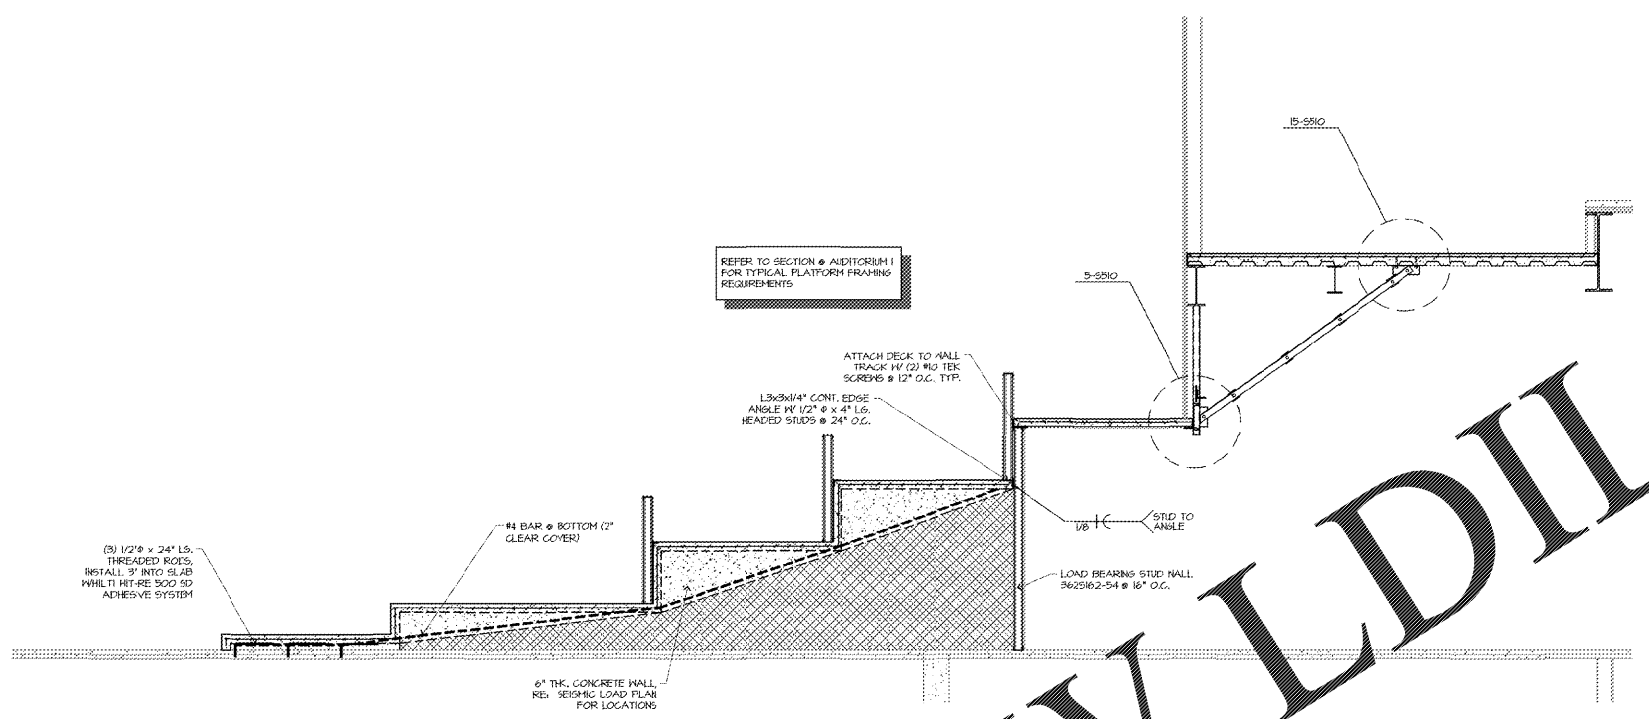 15-S510
REFER TO SECTION @ AUDITORIUM 1
FOR TYPICAL PLATFORM FRAMING
REQUIREMENTS
5-S510
ATTACH DECK TO WALL
TRACK W/ (2) #10 TEK
SCREWS @ 12" O.C. TYP.
L3x3x1/4" CONT. EDGE
ANGLE W/ 1/2" Φ x 4" LG.
HEADED STUDS @ 24" O.C.
#4 BAR @ BOTTOM (2"
CLEAR COVER)
1/8
STUD TO
ANGLE
(3) 1/2"Φ x 24" LG.
THREADED RODS,
INSTALL 3" INTO SLAB
W/HILTI HIT-RE 500 SD
ADHESIVE SYSTEM
LOAD BEARING STUD WALL
362S162-54 @ 16" O.C.
6" THK. CONCRETE WALL,
RE: SEISMIC LOAD PLAN
FOR LOCATIONS